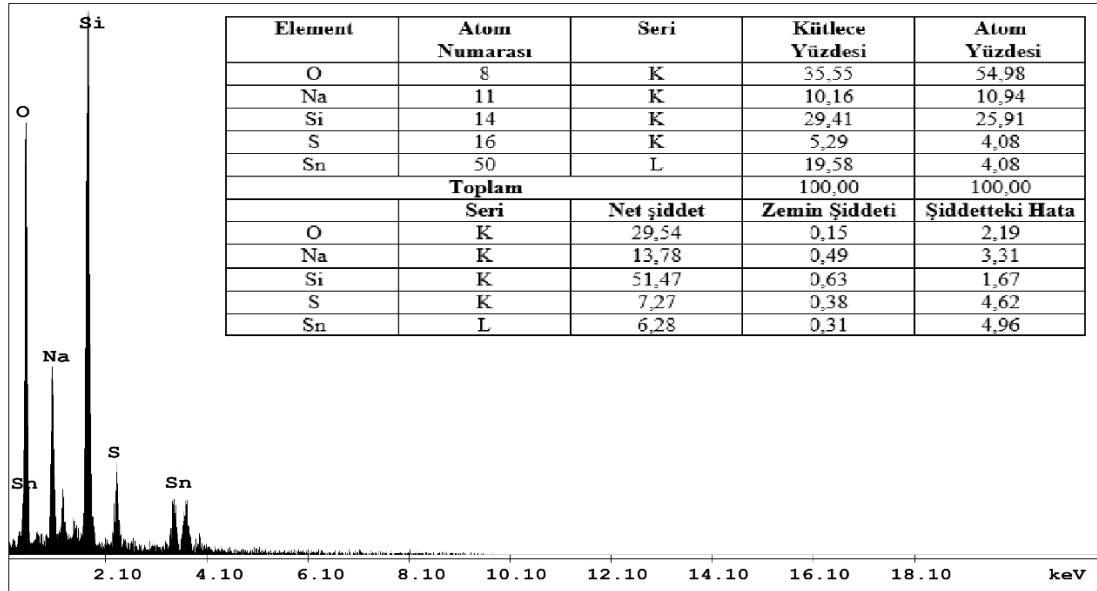 Element Atom Numarası Seri Kütlece Yüzdesi Atom Yüzdesi
O 8 K 35,55 54,98
Na 11 K 10,16 10,94
Si 14 K 29,41 25,91
S 16 K 5,29 4,08
Sn 50 L 19,58 4,08
Toplam 100,00 100,00
Seri Net şiddet Zemin Şiddeti Şiddetteki Hata
O K 29,54 0,15 2,19
Na K 13,78 0,49 3,31
Si K 51,47 0,63 1,67
S K 7,27 0,38 4,62
Sn L 6,28 0,31 4,96
Si
O
Na
S
Sn
Sn
2.10 4.10 6.10 8.10 10.10 12.10 14.10 16.10 18.10 keV